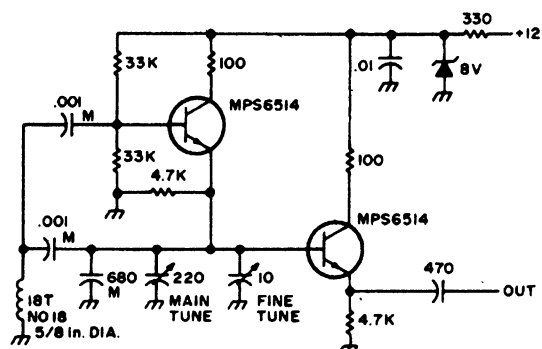 330
+12
33K
100
.01
8V
.001
M
MPS6514
33K
4.7K
100
.001
M
MPS6514
680
M
220
10
470
OUT
MAIN
TUNE
FINE
TUNE
18T
NO 18
5/8 In. DIA.
4.7K